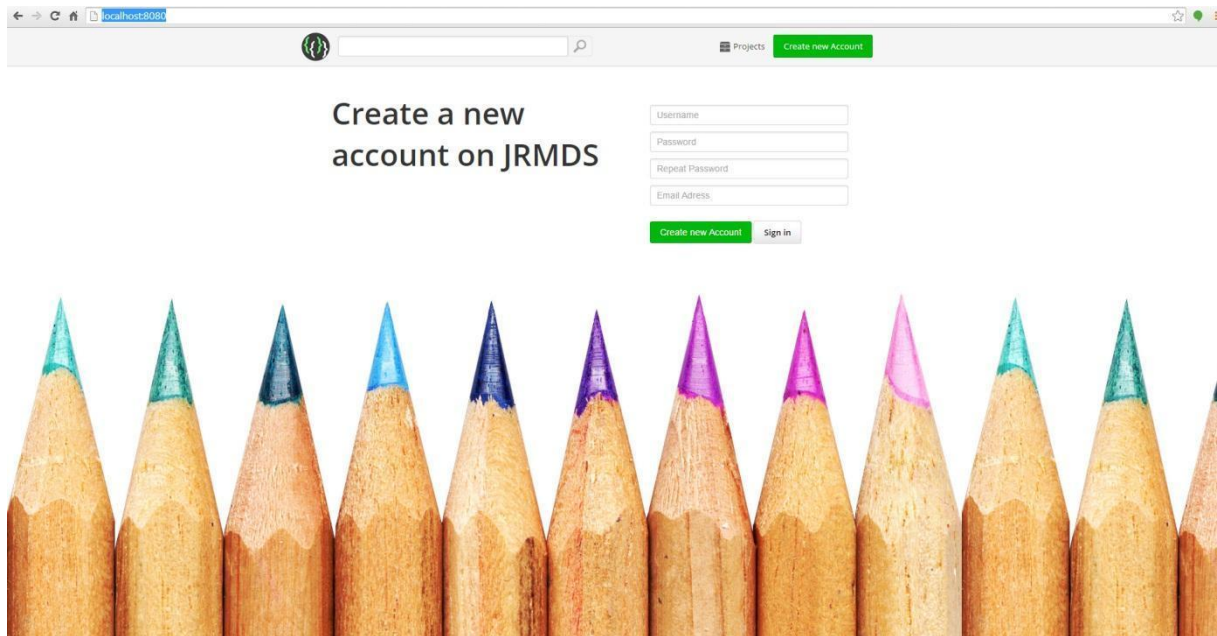 localhost:8080
Projects
Create new Account
Create a new
account on JRMDS
Username
Password
Repeat Password
Email Adress
Create new Account
Sign in